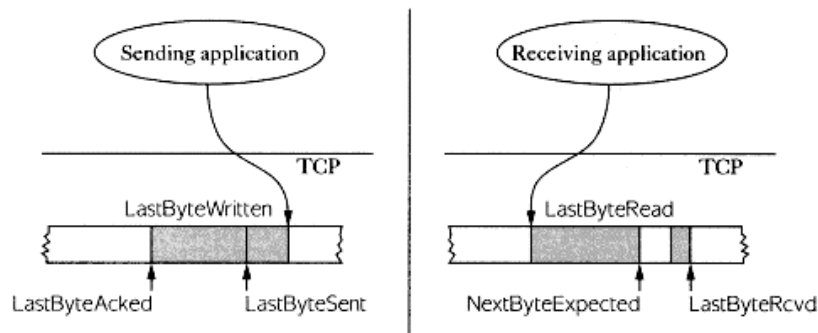 Sending application
TCP
LastByteWritten
LastByteAcked
LastByteSent
Receiving application
TCP
LastByteRead
NextByteExpected
LastByteRcvd